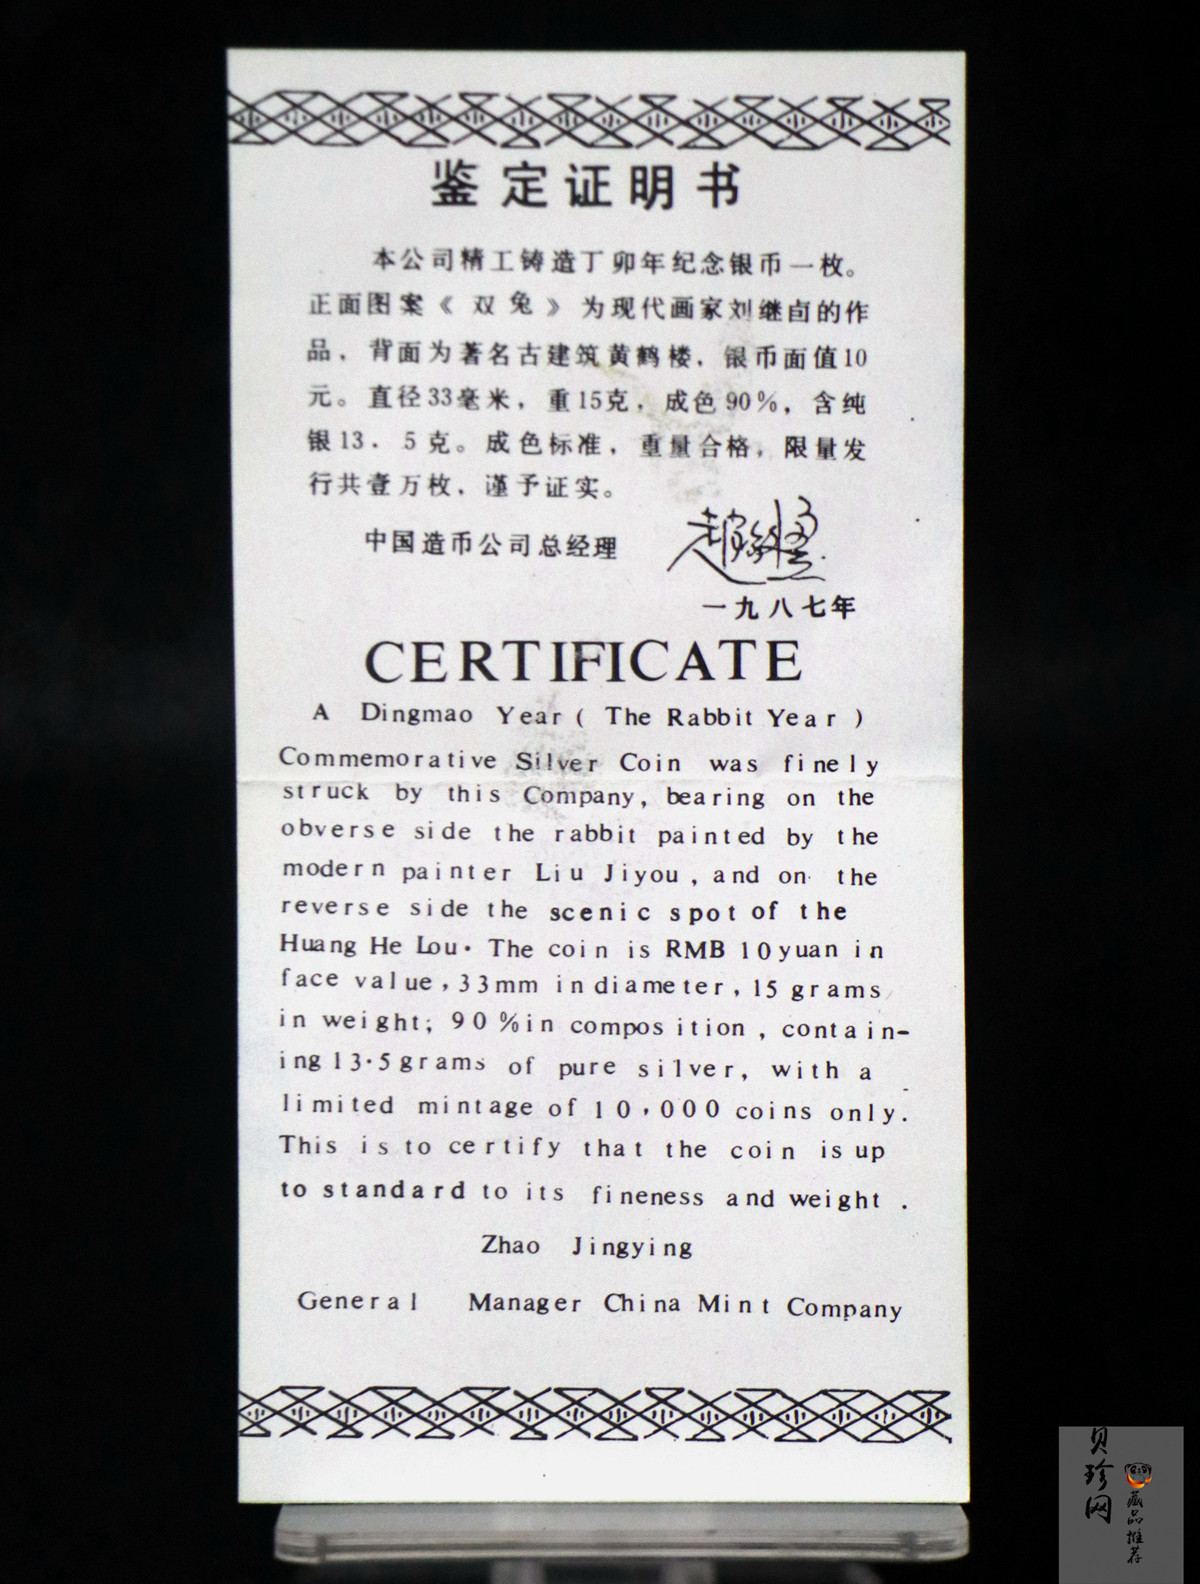 鉴定证明书
本公司精工铸造丁卯年纪念银币一枚。
正面图案《双兔》为现代画家刘继卣的作
品，背面为著名古建筑黄鹤楼，银币面值10
元。直径33毫米，重15克，成色90%，含纯
银13．5克。成色标准，重量合格，限量发
行共壹万枚，谨予证实。
中国造币公司总经理
一九八七年
CERTIFICATE
A Dingmao Year ( The Rabbit Year )
Commemorative Silver Coin was finely
struck by this Company, bearing on the
obverse side the rabbit painted by the
modern painter Liu Jiyou , and on the
reverse side the scenic spot of the
Huang He Lou· The coin is RMB 10 yuan in
face value , 33mm in diameter , 15 grams
in weight; 90%in composition , contain-
ing 13·5 grams of pure silver, with a
limited mintage of 10,000 coins only.
This is to certify that the coin is up
to standard to its fineness and weight .
Zhao Jingying
General Manager China Mint Company
贝珍网
藏品推荐